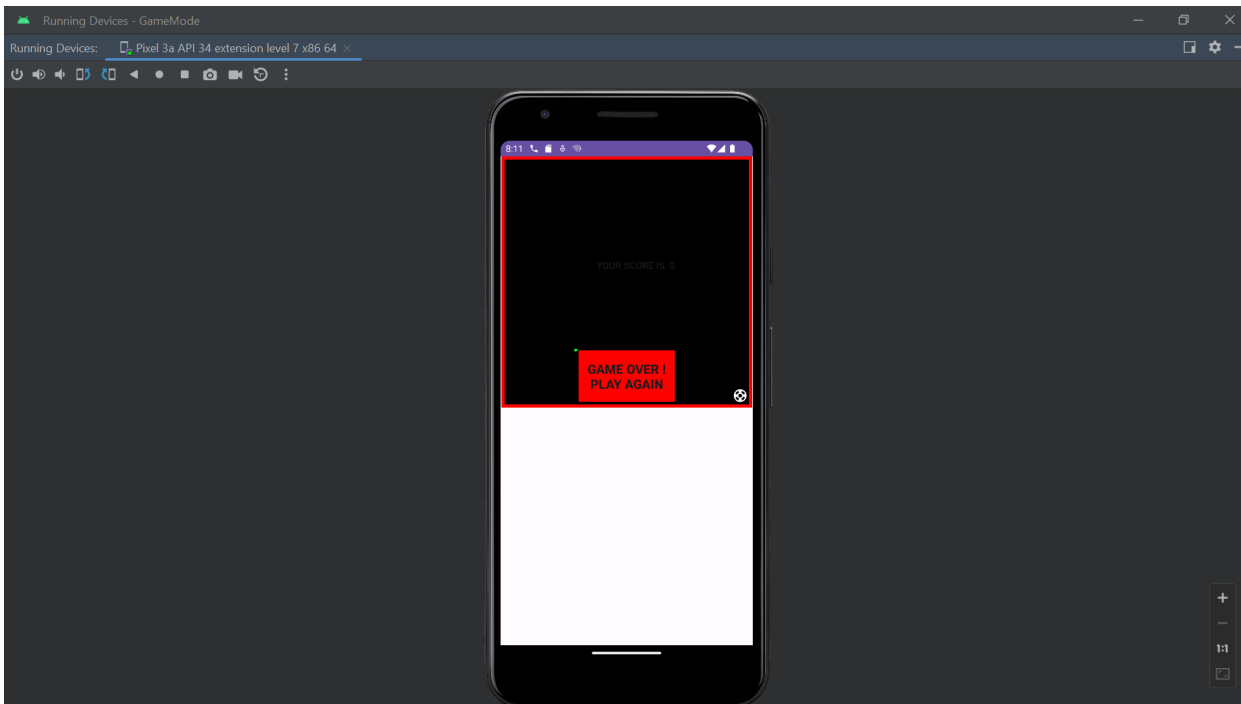 Running Devices - GameMode
Running Devices: Pixel 3a API 34 extension level 7 x86 64
8:11
YOUR SCORE IS 0
GAME OVER !
PLAY AGAIN
1:1